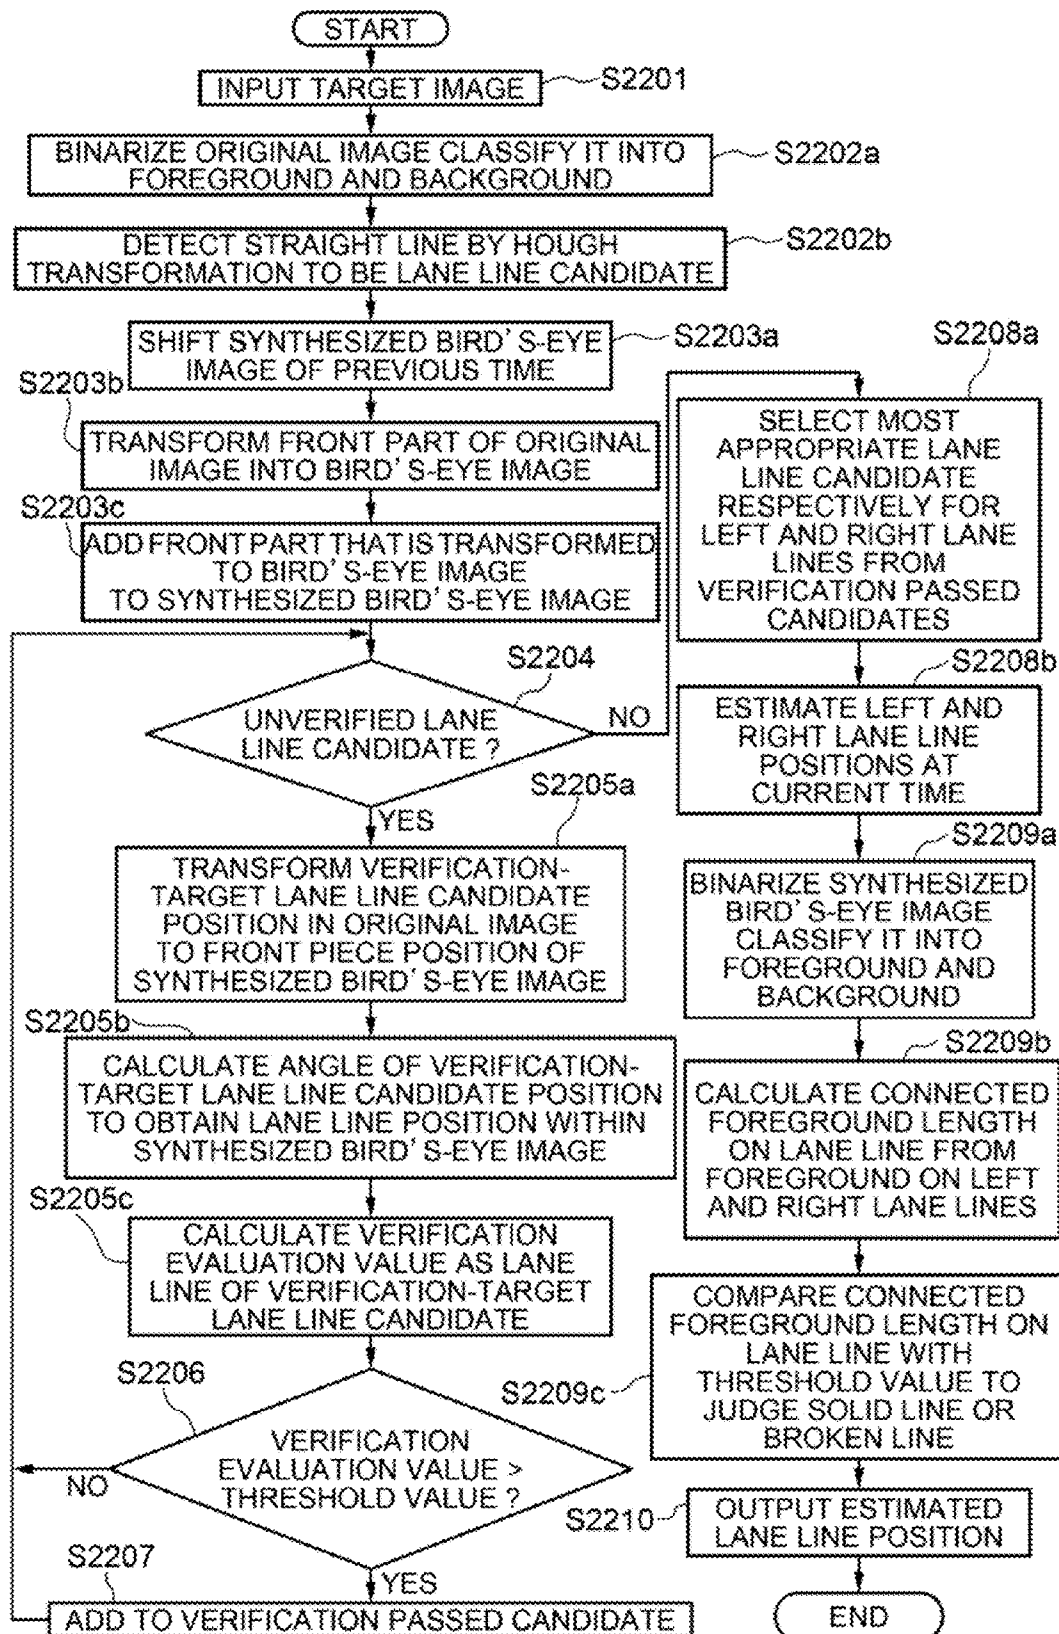 START
S2201
INPUT TARGET IMAGE
S2202a
BINARIZE ORIGINAL IMAGE CLASSIFY IT INTO
FOREGROUND AND BACKGROUND
S2202b
DETECT STRAIGHT LINE BY HOUGH
TRANSFORMATION TO BE LANE LINE CANDIDATE
S2203a
SHIFT SYNTHESIZED BIRD'S-EYE
IMAGE OF PREVIOUS TIME
S2203b
TRANSFORM FRONT PART OF ORIGINAL
IMAGE INTO BIRD'S-EYE IMAGE
S2203c
ADD FRONT PART THAT IS TRANSFORMED
TO BIRD'S-EYE IMAGE
TO SYNTHESIZED BIRD'S-EYE IMAGE
S2204
UNVERIFIED LANE
LINE CANDIDATE ?
NO
YES
S2205a
TRANSFORM VERIFICATION-
TARGET LANE LINE CANDIDATE
POSITION IN ORIGINAL IMAGE
TO FRONT PIECE POSITION OF
SYNTHESIZED BIRD'S-EYE IMAGE
S2205b
CALCULATE ANGLE OF VERIFICATION-
TARGET LANE LINE CANDIDATE POSITION
TO OBTAIN LANE LINE POSITION WITHIN
SYNTHESIZED BIRD'S-EYE IMAGE
S2205c
CALCULATE VERIFICATION
EVALUATION VALUE AS LANE
LINE OF VERIFICATION-TARGET
LANE LINE CANDIDATE
S2206
VERIFICATION
EVALUATION VALUE >
THRESHOLD VALUE ?
NO
YES
S2207
ADD TO VERIFICATION PASSED CANDIDATE
S2208a
SELECT MOST
APPROPRIATE LANE
LINE CANDIDATE
RESPECTIVELY FOR
LEFT AND RIGHT LANE
LINES FROM
VERIFICATION PASSED
CANDIDATES
S2208b
ESTIMATE LEFT AND
RIGHT LANE LINE
POSITIONS AT
CURRENT TIME
S2209a
BINARIZE SYNTHESIZED
BIRD'S-EYE IMAGE
CLASSIFY IT INTO
FOREGROUND AND
BACKGROUND
S2209b
CALCULATE CONNECTED
FOREGROUND LENGTH
ON LANE LINE FROM
FOREGROUND ON LEFT
AND RIGHT LANE LINES
S2209c
COMPARE CONNECTED
FOREGROUND LENGTH ON
LANE LINE WITH
THRESHOLD VALUE TO
JUDGE SOLID LINE OR
BROKEN LINE
S2210
OUTPUT ESTIMATED
LANE LINE POSITION
END